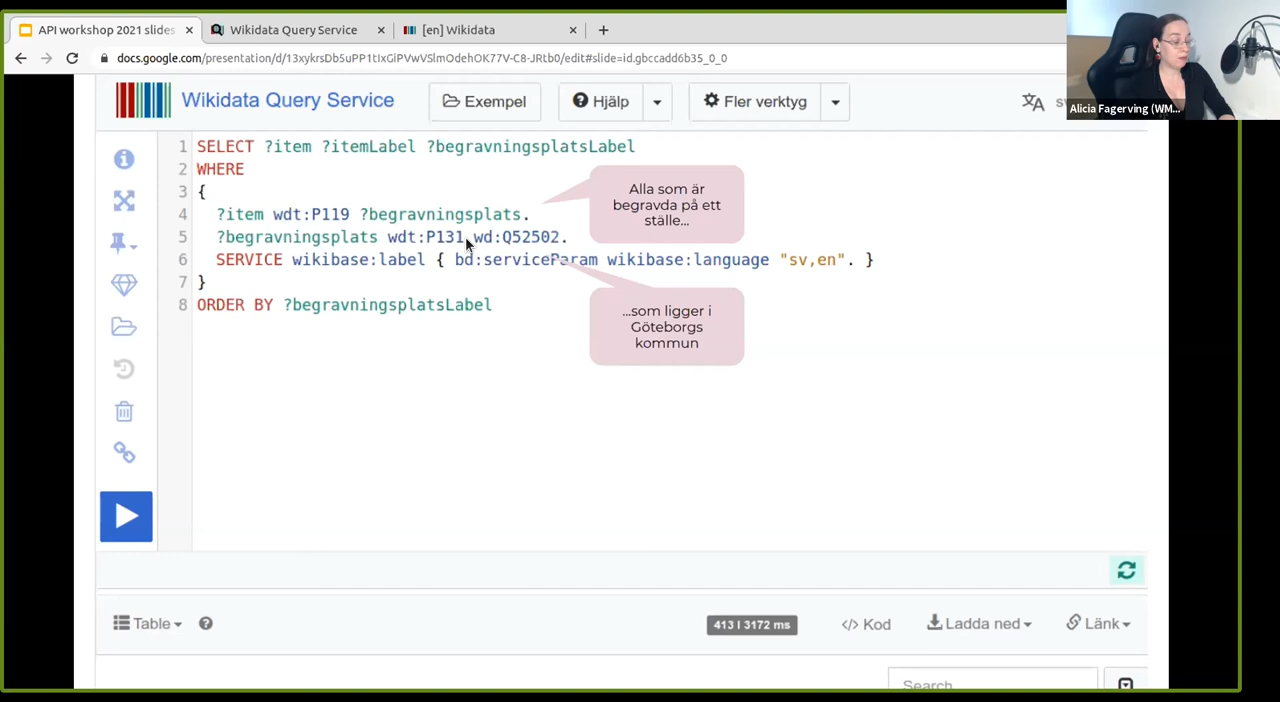 API workshop 2021 slides
Wikidata Query Service
[en] Wikidata
docs.google.com/presentation/d/13xykrsDb5uPP1tIxGiPVwVSlmOdehOK77V-C8-JRtb0/edit#slide=id.gbccadd6b35_0_0
Alicia Fagerving (WM...
Wikidata Query Service
Exempel
Hjälp
Fler verktyg
1 SELECT ?item ?itemLabel ?begravningsplatsLabel
2 WHERE
3 {
4 ?item wdt:P119 ?begravningsplats.
5 ?begravningsplats wdt:P131 wd:Q52502.
6 SERVICE wikibase:label { bd:serviceParam wikibase:language "sv,en". }
7 }
8 ORDER BY ?begravningsplatsLabel
Alla som är
begravda på ett
ställe...
...som ligger i
Göteborgs
kommun
Table
413 i 3172 ms
</> Kod
Ladda ned
Länk
Search